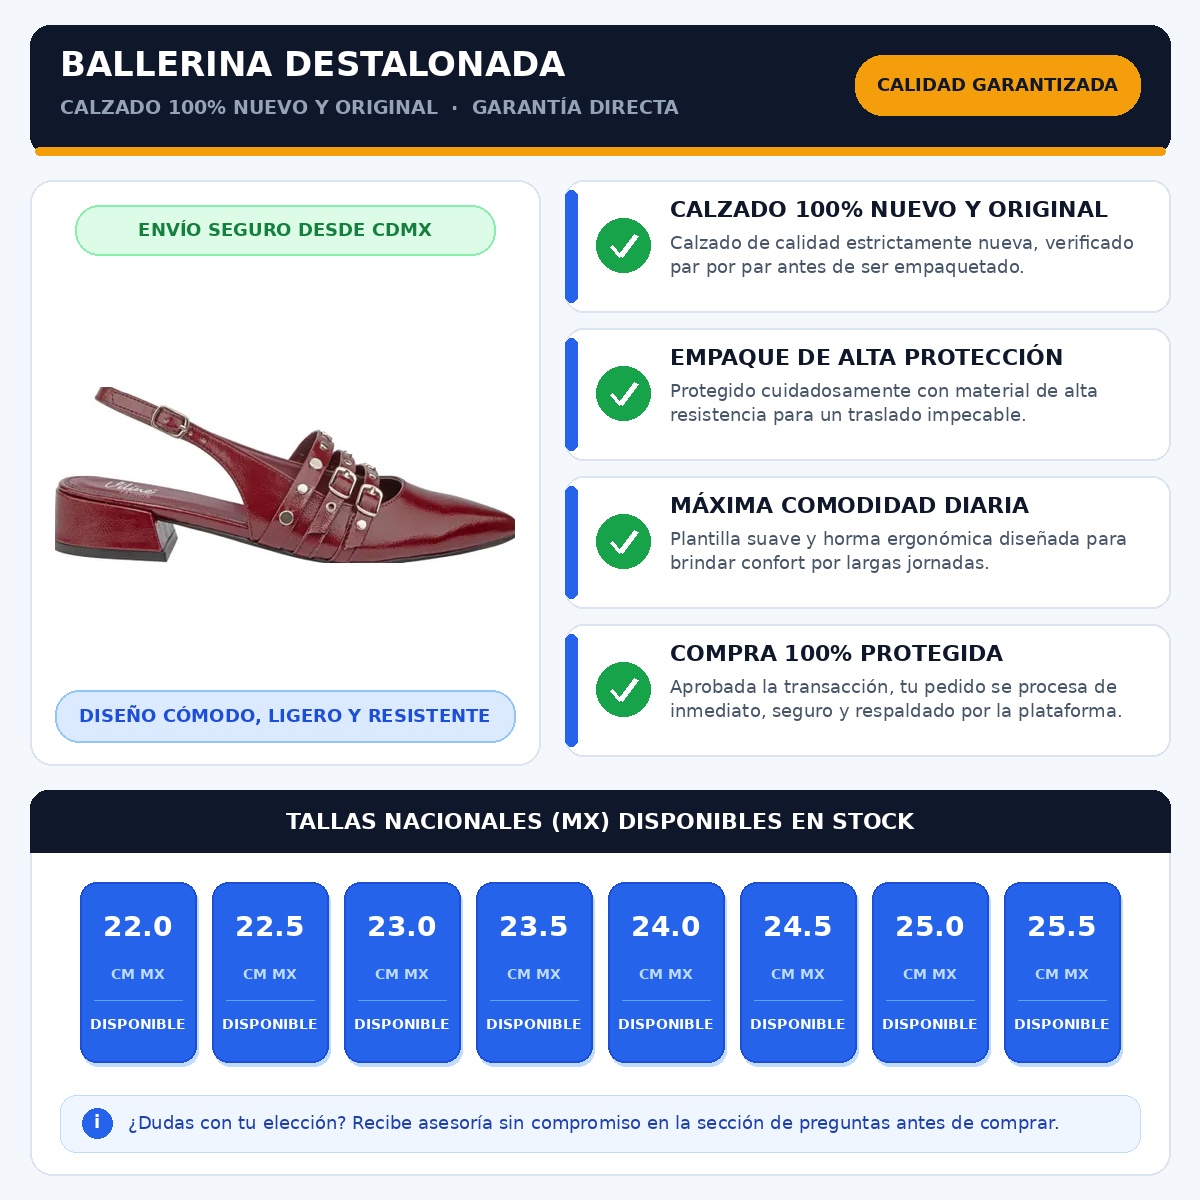 BALLERINA DESTALONADA
CALZADO 100% NUEVO Y ORIGINAL · GARANTÍA DIRECTA
CALIDAD GARANTIZADA
ENVÍO SEGURO DESDE CDMX
DISEÑO CÓMODO, LIGERO Y RESISTENTE
CALZADO 100% NUEVO Y ORIGINAL
Calzado de calidad estrictamente nueva, verificado
par por par antes de ser empaquetado.
EMPAQUE DE ALTA PROTECCIÓN
Protegido cuidadosamente con material de alta
resistencia para un traslado impecable.
MÁXIMA COMODIDAD DIARIA
Plantilla suave y horma ergonómica diseñada para
brindar confort por largas jornadas.
COMPRA 100% PROTEGIDA
Aprobada la transacción, tu pedido se procesa de
inmediato, seguro y respaldado por la plataforma.
TALLAS NACIONALES (MX) DISPONIBLES EN STOCK
22.0 22.5 23.0 23.5 24.0 24.5 25.0 25.5
CM MX CM MX CM MX CM MX CM MX CM MX CM MX CM MX
DISPONIBLE DISPONIBLE DISPONIBLE DISPONIBLE DISPONIBLE DISPONIBLE DISPONIBLE DISPONIBLE
i ¿Dudas con tu elección? Recibe asesoría sin compromiso en la sección de preguntas antes de comprar.